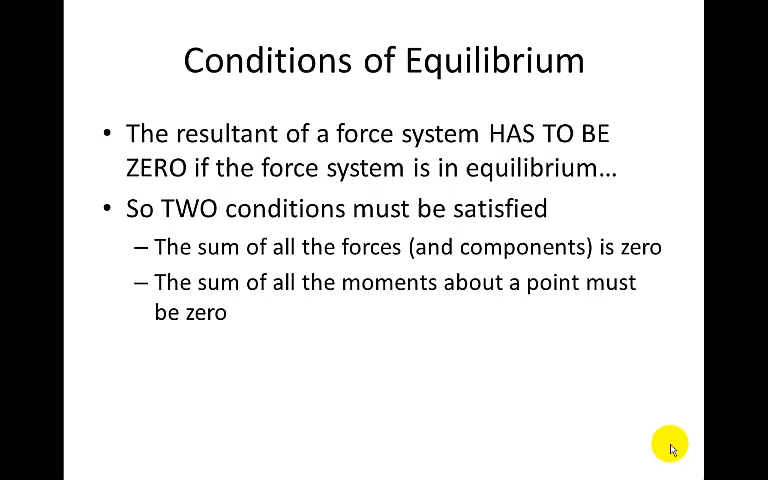 Conditions of Equilibrium
• The resultant of a force system HAS TO BE
ZERO if the force system is in equilibrium…
• So TWO conditions must be satisfied
– The sum of all the forces (and components) is zero
– The sum of all the moments about a point must
be zero